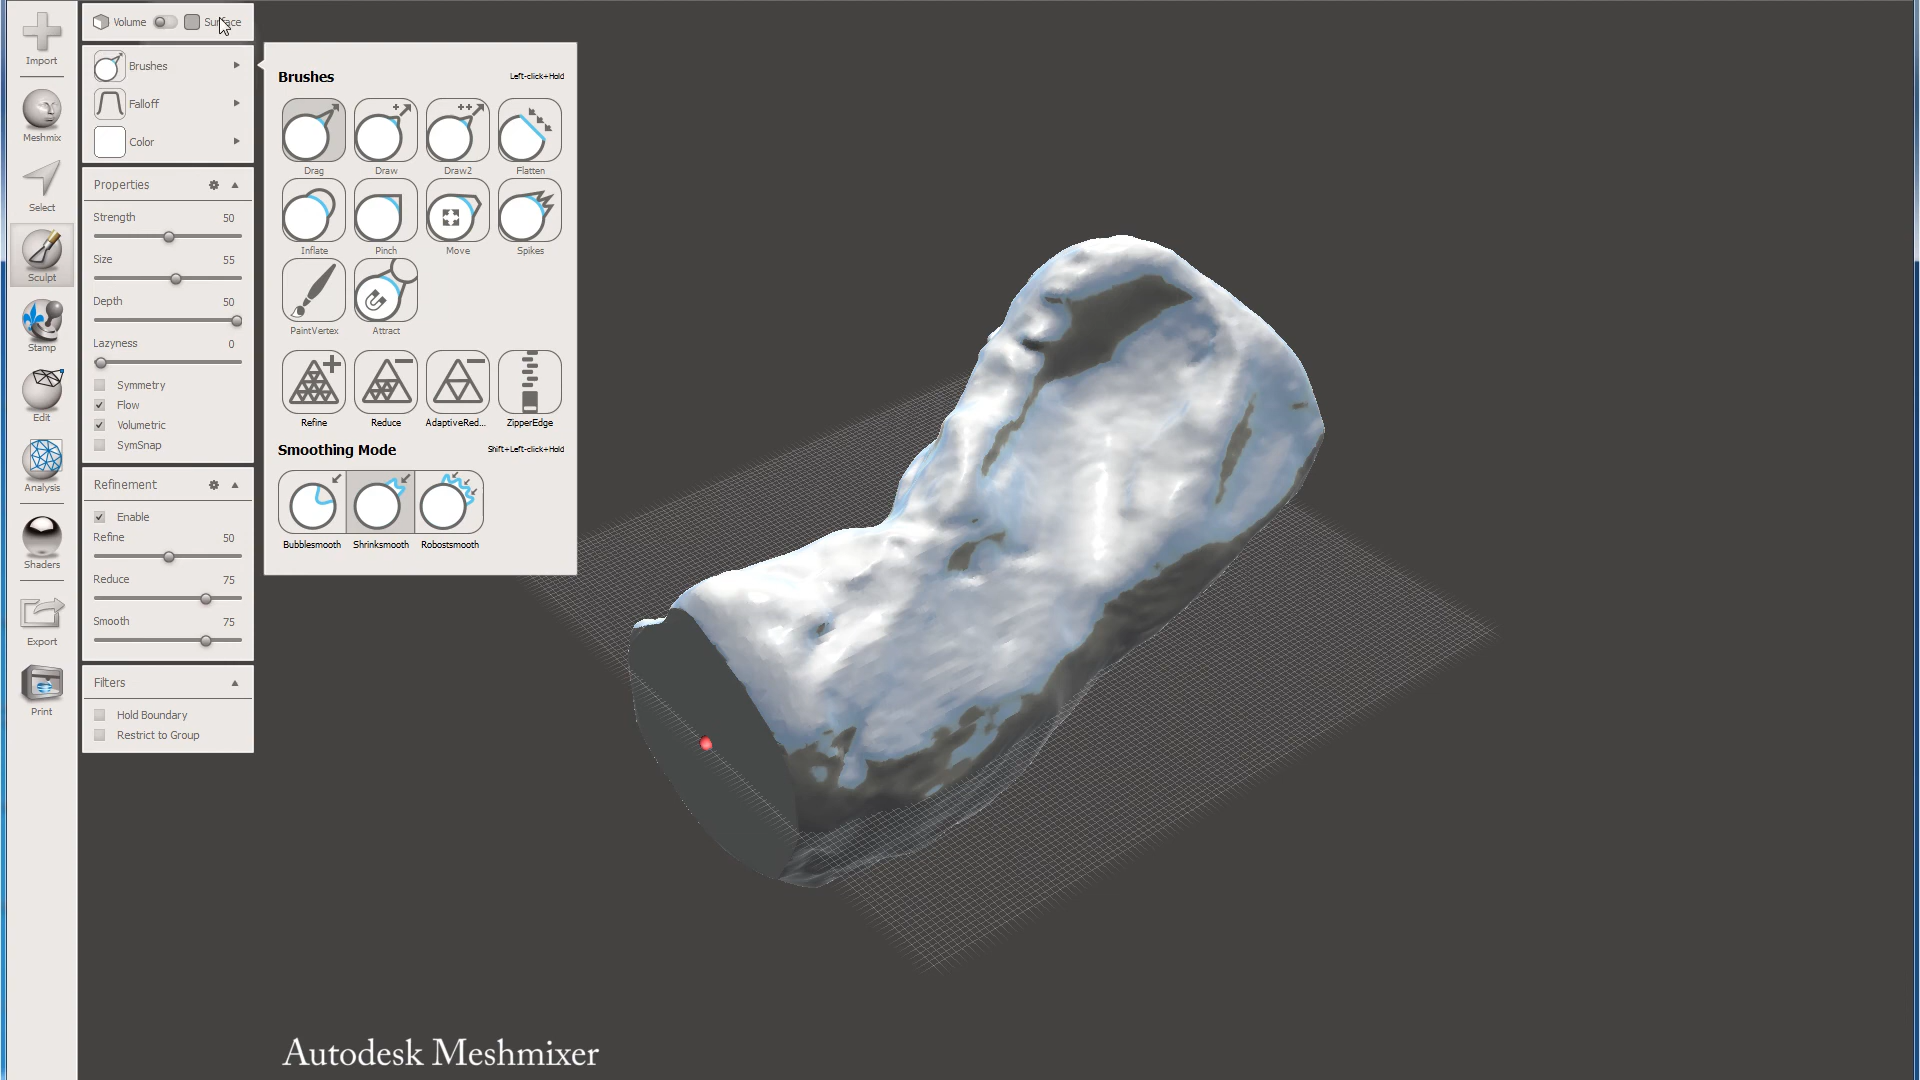 Import
Meshmix
Select
Sculpt
Stamp
Edit
Analysis
Shaders
Export
Print
Volume Surface
Brushes
Falloff
Color
Properties
Strength 50
Size 55
Depth 50
Lazyness 0
Symmetry
Flow
Volumetric
SymSnap
Refinement
Enable
Refine 50
Reduce 75
Smooth 75
Filters
Hold Boundary
Restrict to Group
Brushes Left-click+Hold
Drag Draw Draw2 Flatten
Inflate Pinch Move Spikes
PaintVertex Attract
Refine Reduce AdaptiveRed... ZipperEdge
Smoothing Mode Shift+Left-click+Hold
Bubblesmooth Shrinksmooth Robostsmooth
Autodesk Meshmixer